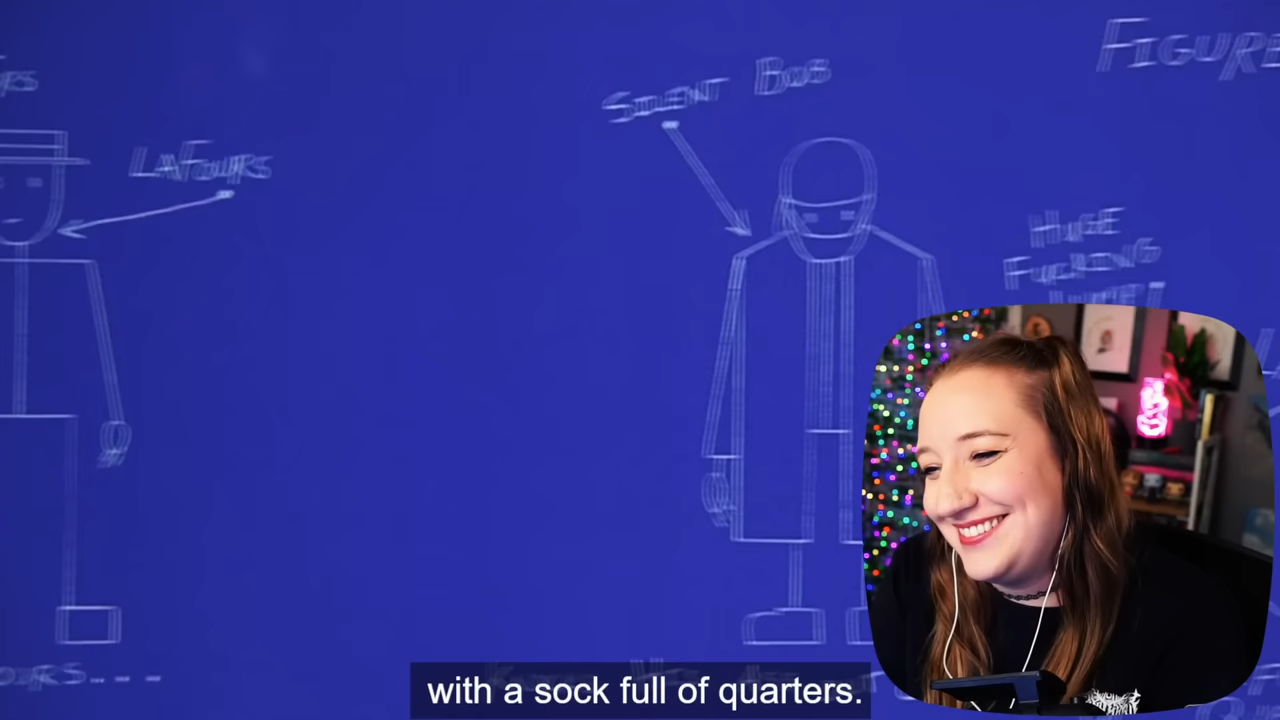 FIGURE
SILENT BOB
LAFOURS
HUGE
FUCKING
with a sock full of quarters.